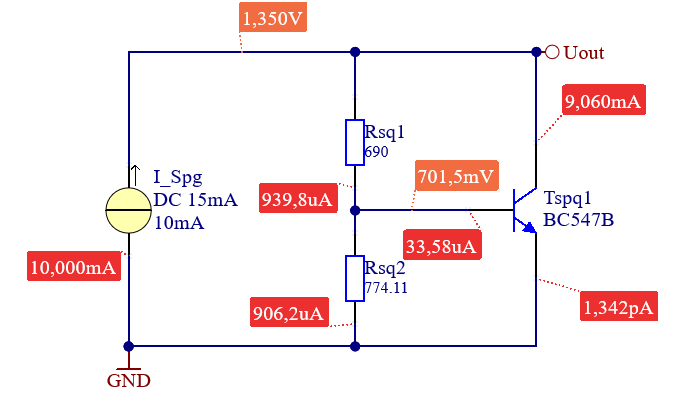 1,350V
Uout
9,060mA
Rsq1
690
I_Spg
DC 15mA
10mA
701,5mV
939,8uA
Tspq1
BC547B
33,58uA
10,000mA
Rsq2
774.11
906,2uA
1,342pA
GND